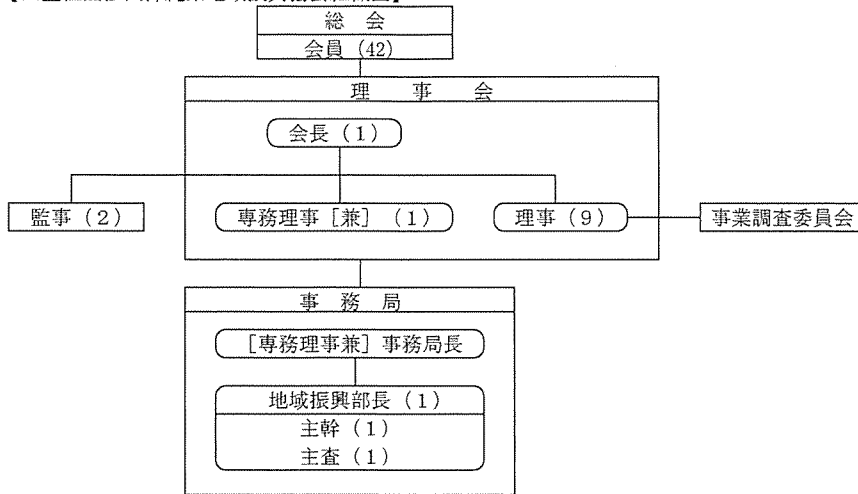 総会
会員（42）
理事会
会長（１）
監事（２）
専務理事［兼］（１）
理事（９）
事業調査委員会
事務局
［専務理事兼］事務局長
地域振興部長（１）
主幹（１）
主査（１）